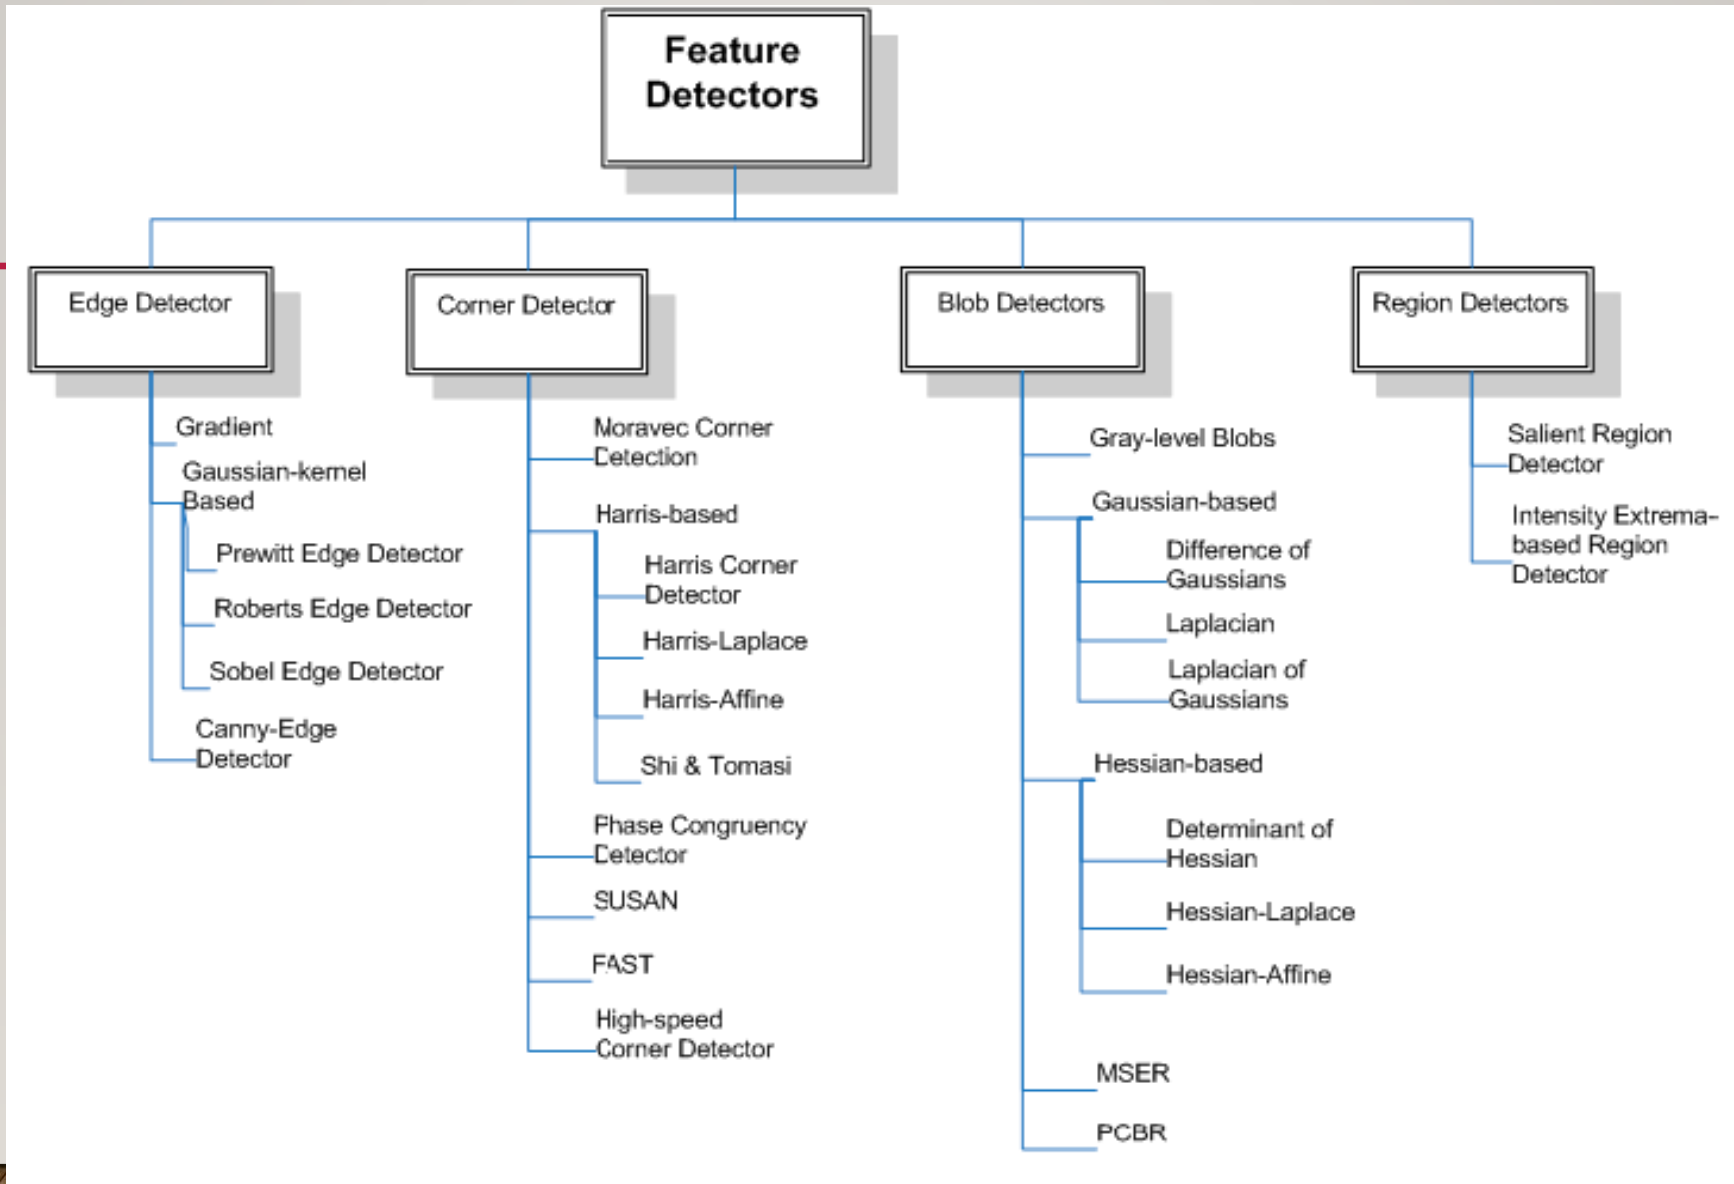 Feature
Detectors
Edge Detector
Corner Detector
Blob Detectors
Region Detectors
Gradient
Gaussian-kernel
Based
Prewitt Edge Detector
Roberts Edge Detector
Sobel Edge Detector
Canny-Edge
Detector
Moravec Corner
Detection
Harris-based
Harris Corner
Detector
Harris-Laplace
Harris-Affine
Shi & Tomasi
Phase Congruency
Detector
SUSAN
FAST
High-speed
Corner Detector
Gray-level Blobs
Gaussian-based
Difference of
Gaussians
Laplacian
Laplacian of
Gaussians
Hessian-based
Determinant of
Hessian
Hessian-Laplace
Hessian-Affine
MSER
PCBR
Salient Region
Detector
Intensity Extrema-
based Region
Detector